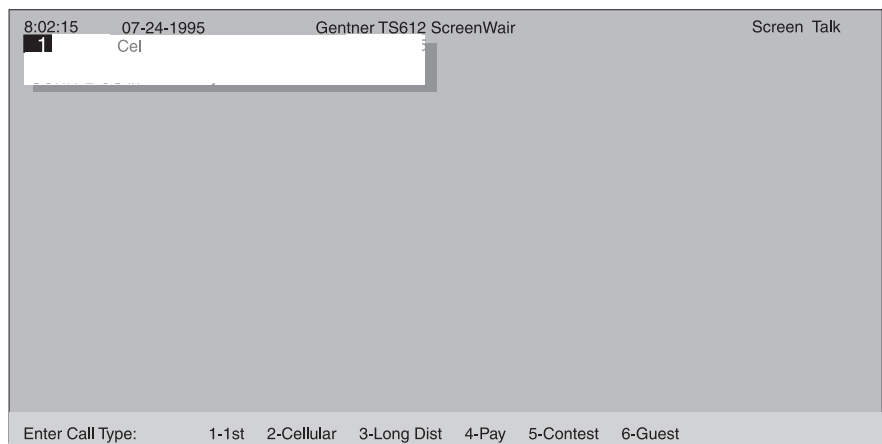 8:02:15 07-24-1995 Gentner TS612 ScreenWair Screen Talk
1 Cel
Enter Call Type: 1-1st 2-Cellular 3-Long Dist 4-Pay 5-Contest 6-Guest